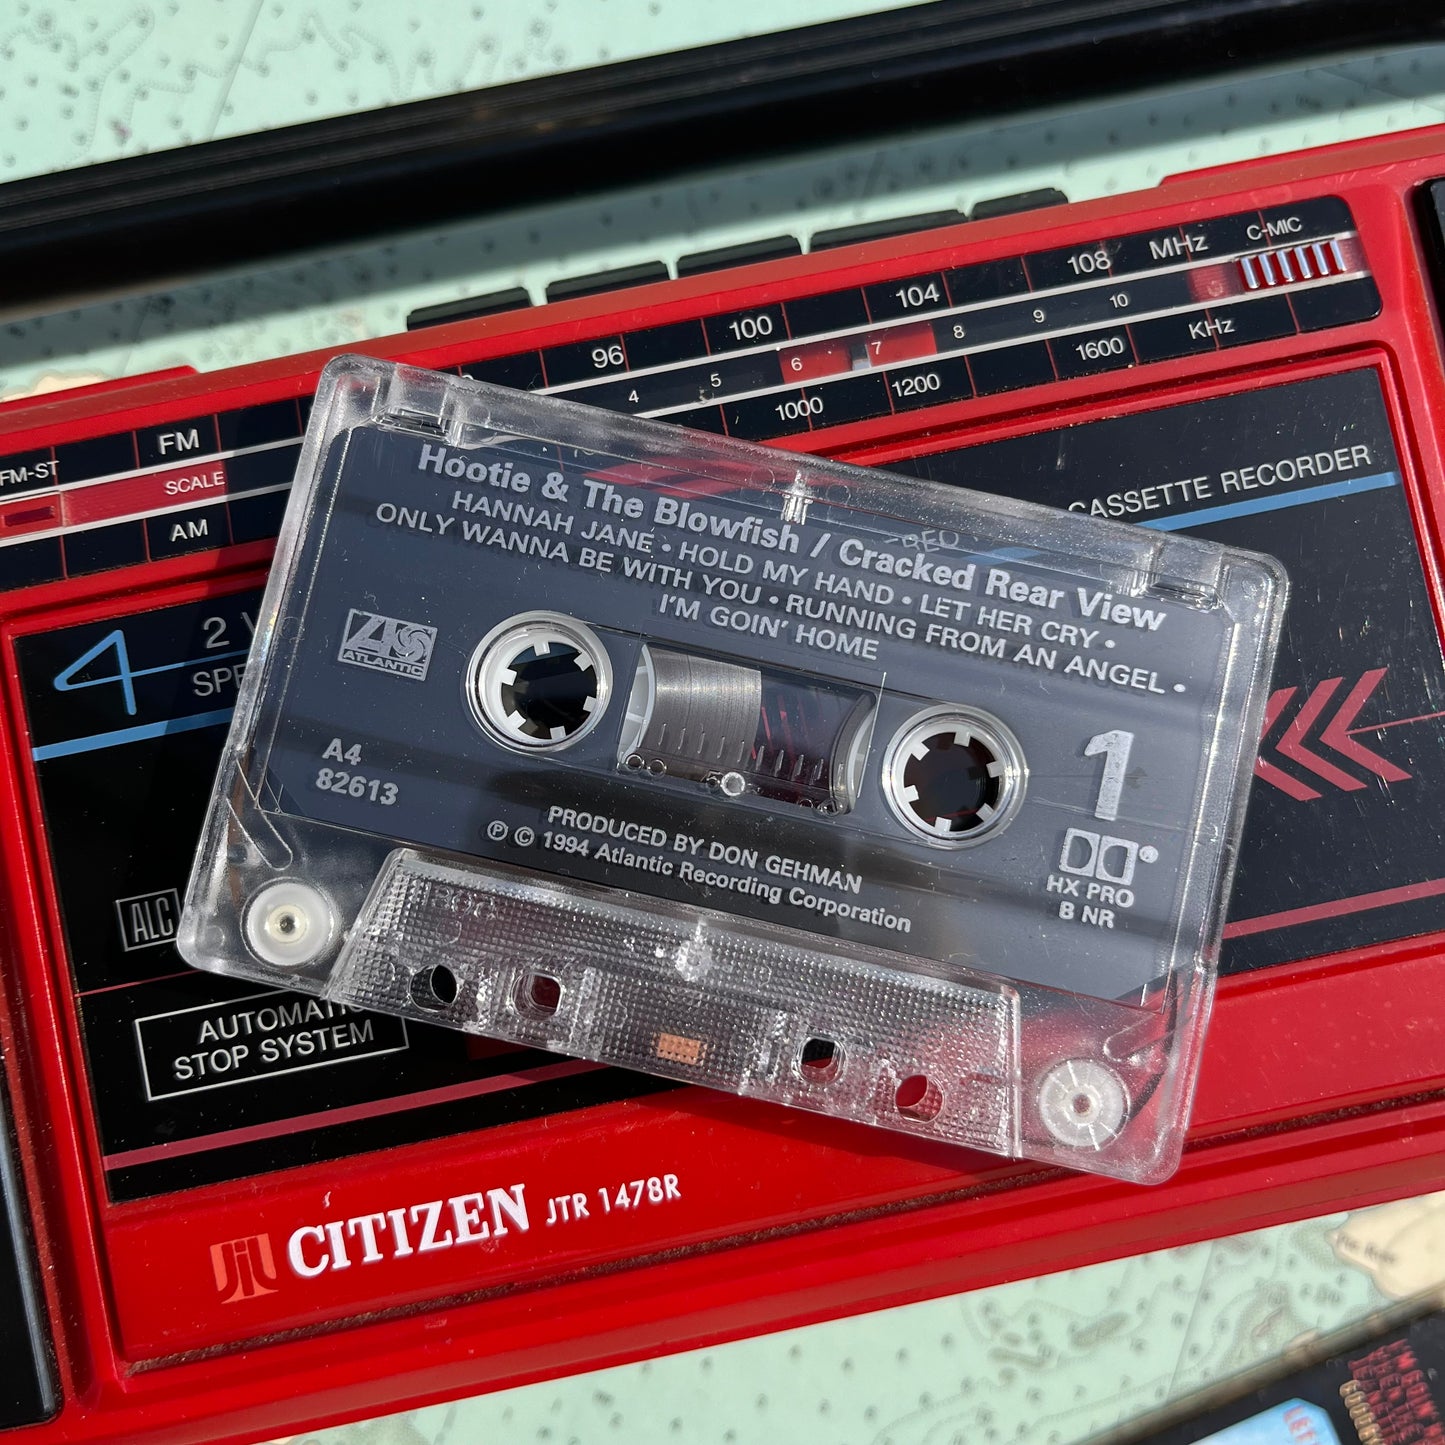 108 MHz C-MIC
96 100 104
4 5 6 7 8 9 10
1000 1200 1600 KHz
FM-ST FM
SCALE
AM
CASSETTE RECORDER
4 2
ALC
AUTOMATIC
STOP SYSTEM
Hootie & The Blowfish / Cracked Rear View
HANNAH JANE • HOLD MY HAND • LET HER CRY •
ONLY WANNA BE WITH YOU • RUNNING FROM AN ANGEL •
I'M GOIN' HOME
ATLANTIC
A4
82613
1
PRODUCED BY DON GEHMAN
℗ © 1994 Atlantic Recording Corporation
HX PRO
B NR
CITIZEN JTR 1478R